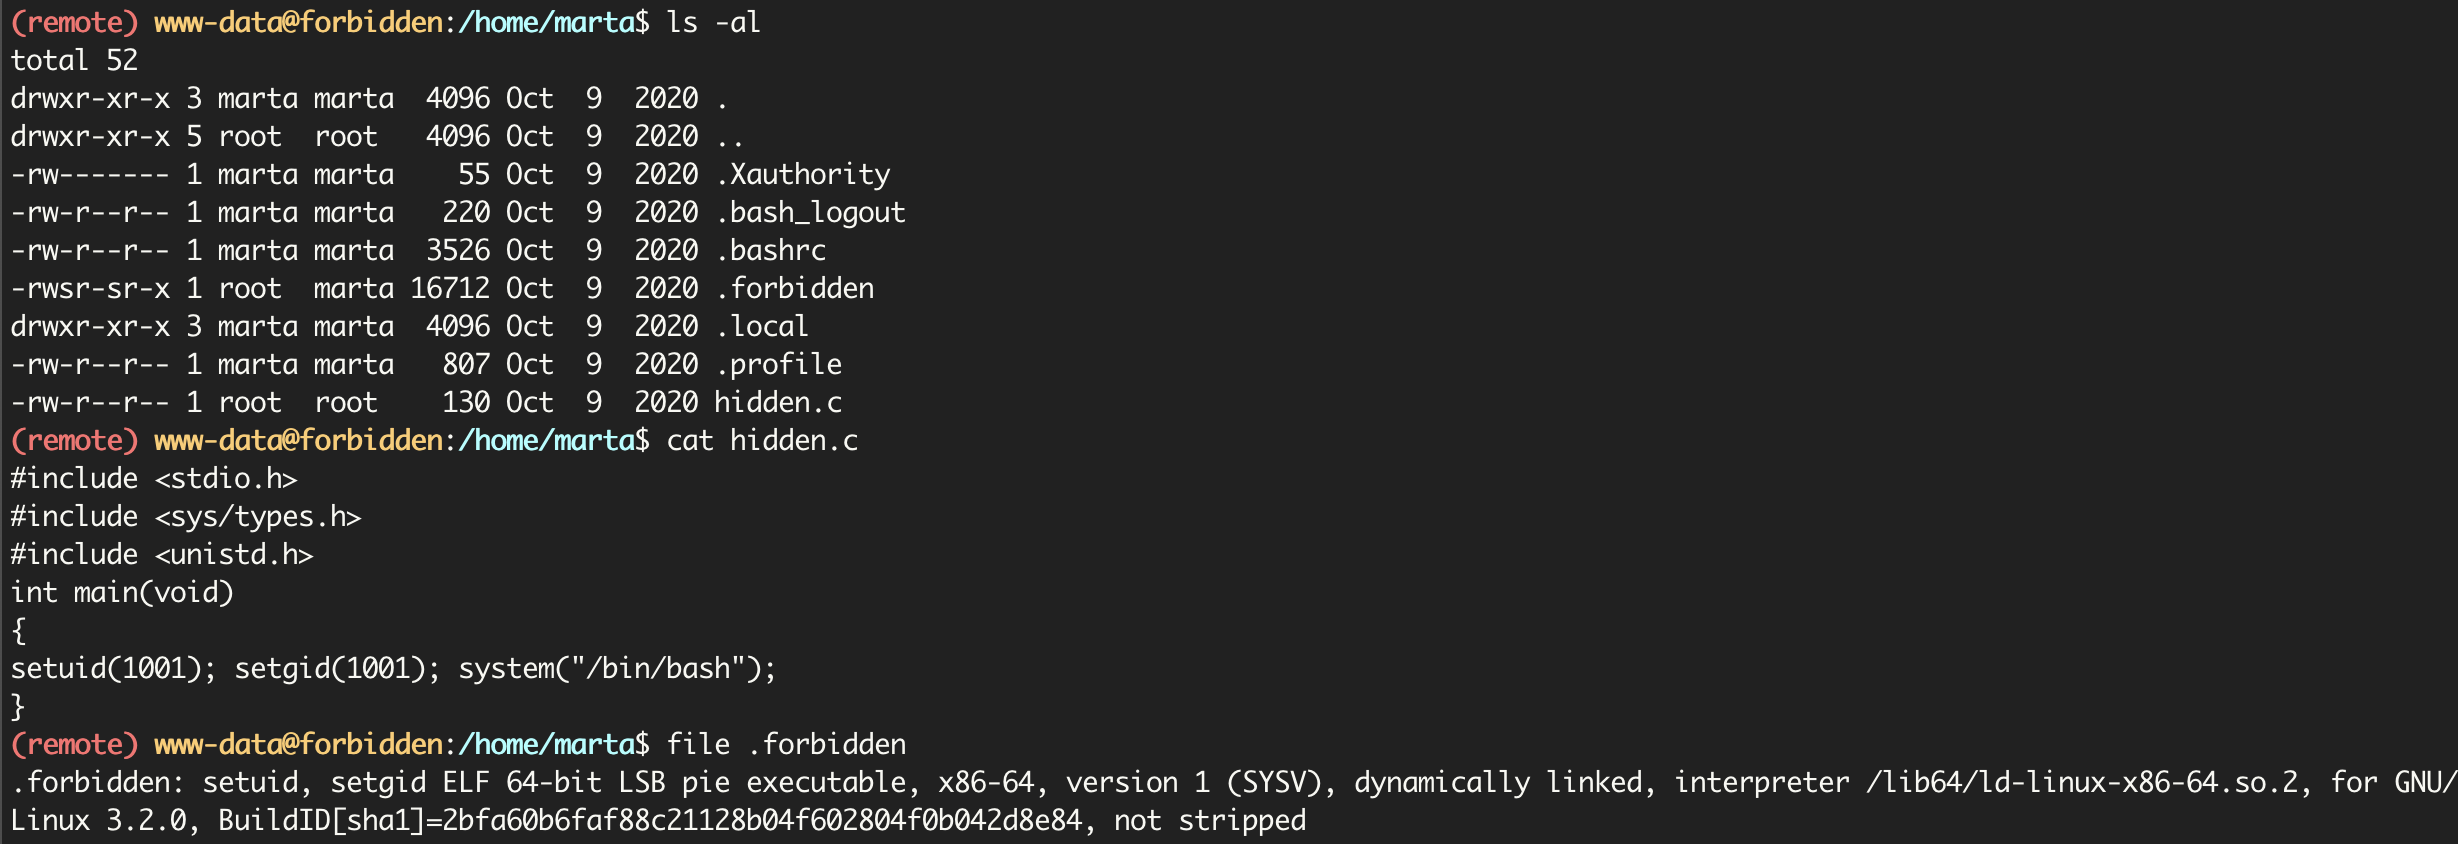 (remote) www-data@forbidden:/home/marta$ ls -al
total 52
drwxr-xr-x 3 marta marta  4096 Oct  9  2020 .
drwxr-xr-x 5 root  root   4096 Oct  9  2020 ..
-rw------- 1 marta marta    55 Oct  9  2020 .Xauthority
-rw-r--r-- 1 marta marta   220 Oct  9  2020 .bash_logout
-rw-r--r-- 1 marta marta  3526 Oct  9  2020 .bashrc
-rwsr-sr-x 1 root  marta 16712 Oct  9  2020 .forbidden
drwxr-xr-x 3 marta marta  4096 Oct  9  2020 .local
-rw-r--r-- 1 marta marta   807 Oct  9  2020 .profile
-rw-r--r-- 1 root  root    130 Oct  9  2020 hidden.c
(remote) www-data@forbidden:/home/marta$ cat hidden.c
#include <stdio.h>
#include <sys/types.h>
#include <unistd.h>
int main(void)
{
setuid(1001); setgid(1001); system("/bin/bash");
}
(remote) www-data@forbidden:/home/marta$ file .forbidden
.forbidden: setuid, setgid ELF 64-bit LSB pie executable, x86-64, version 1 (SYSV), dynamically linked, interpreter /lib64/ld-linux-x86-64.so.2, for GNU/
Linux 3.2.0, BuildID[sha1]=2bfa60b6faf88c21128b04f602804f0b042d8e84, not stripped